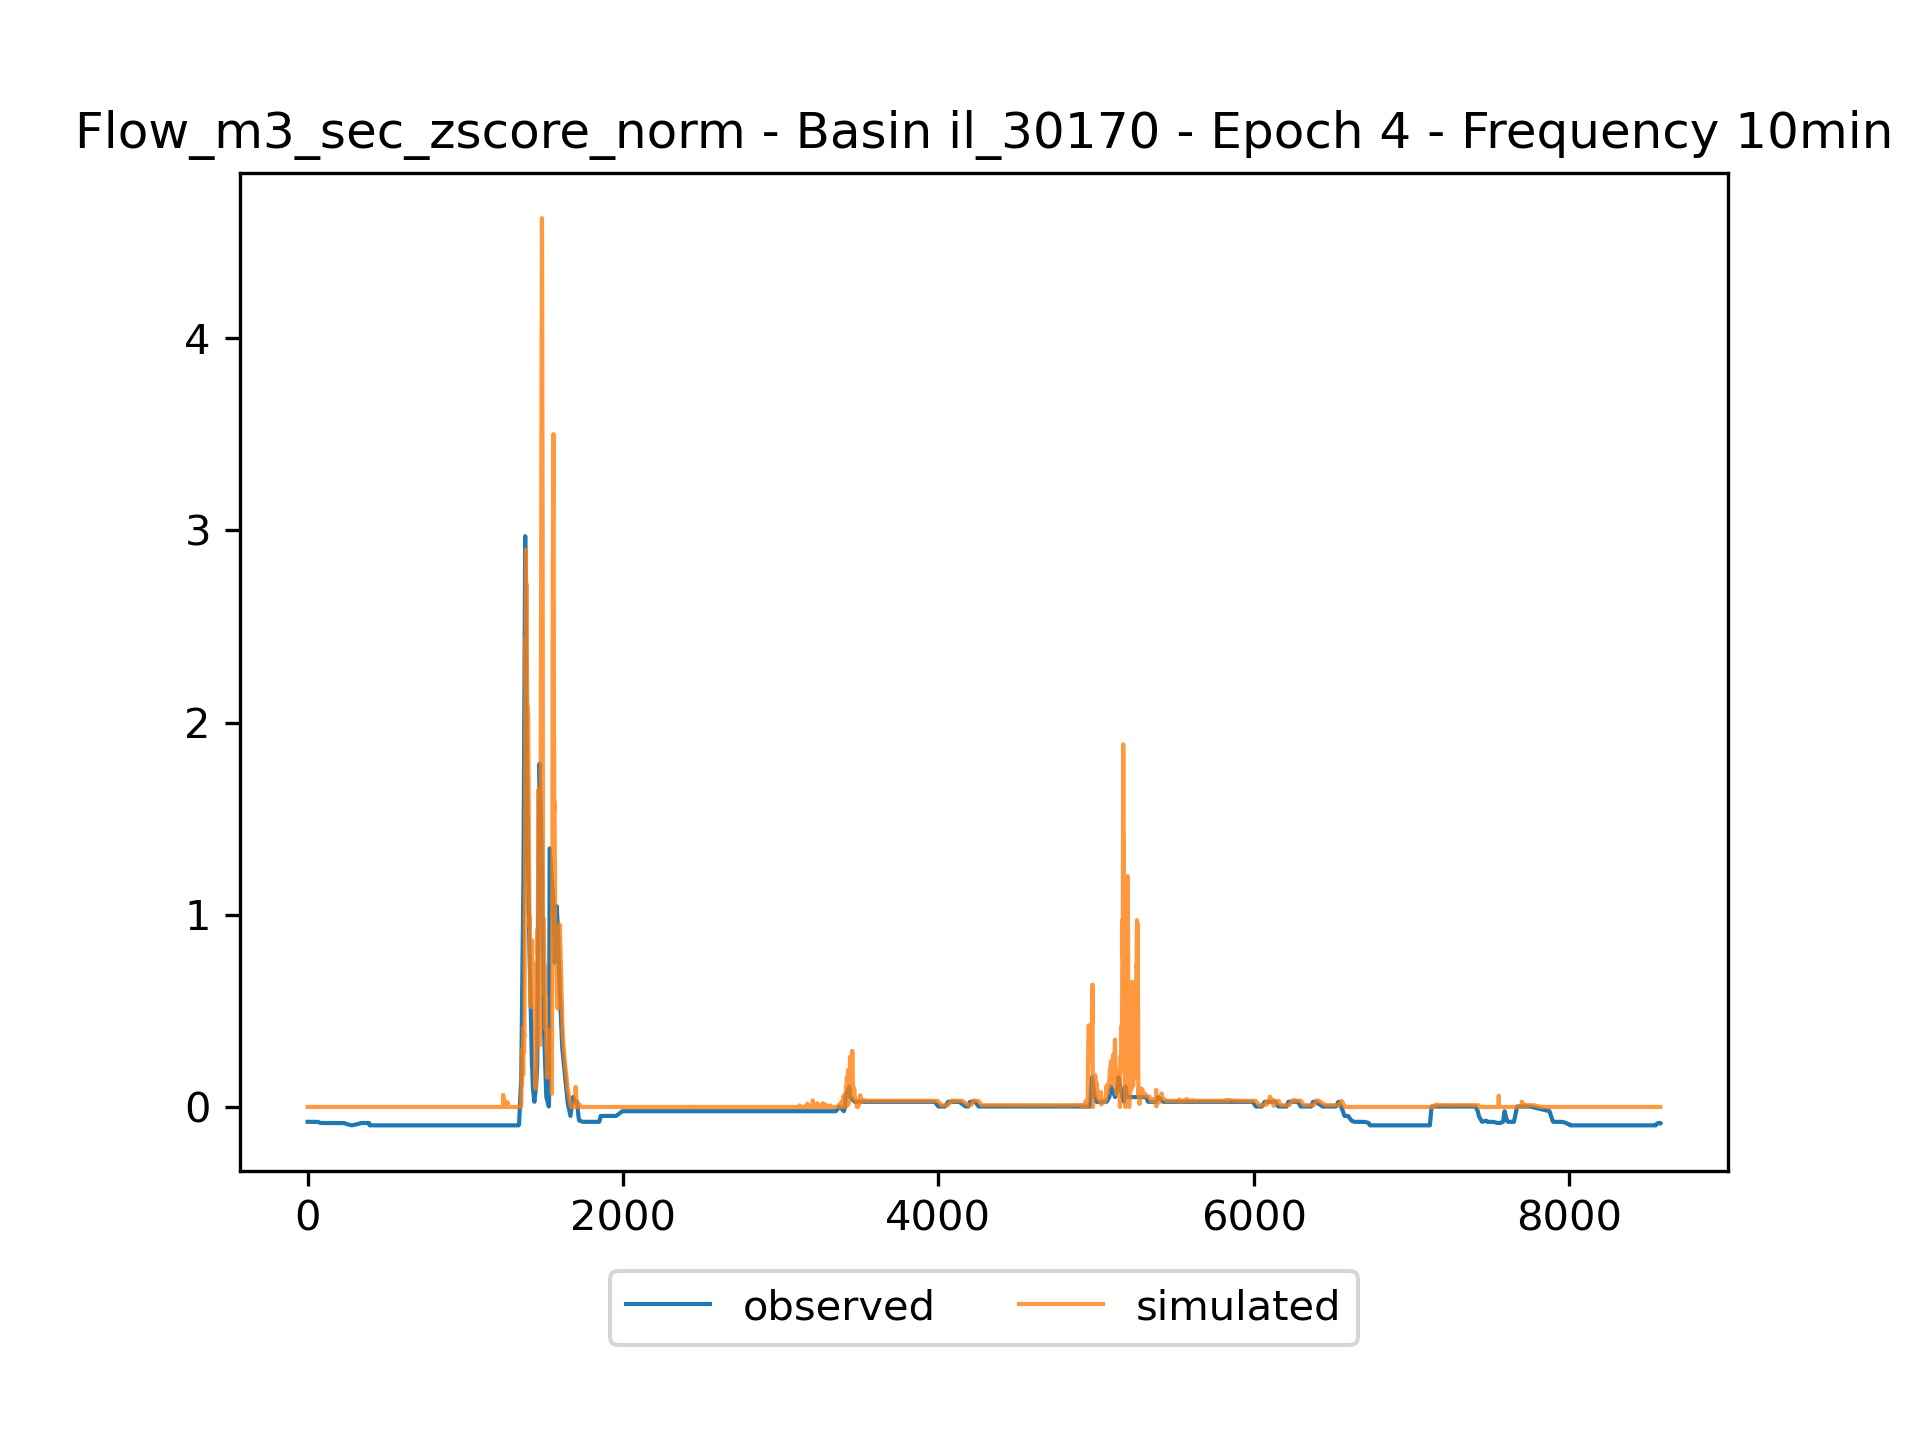 Flow_m3_sec_zscore_norm - Basin il_30170 - Epoch 4 - Frequency 10min
4
3
2
1
0
0 2000 4000 6000 8000
observed simulated